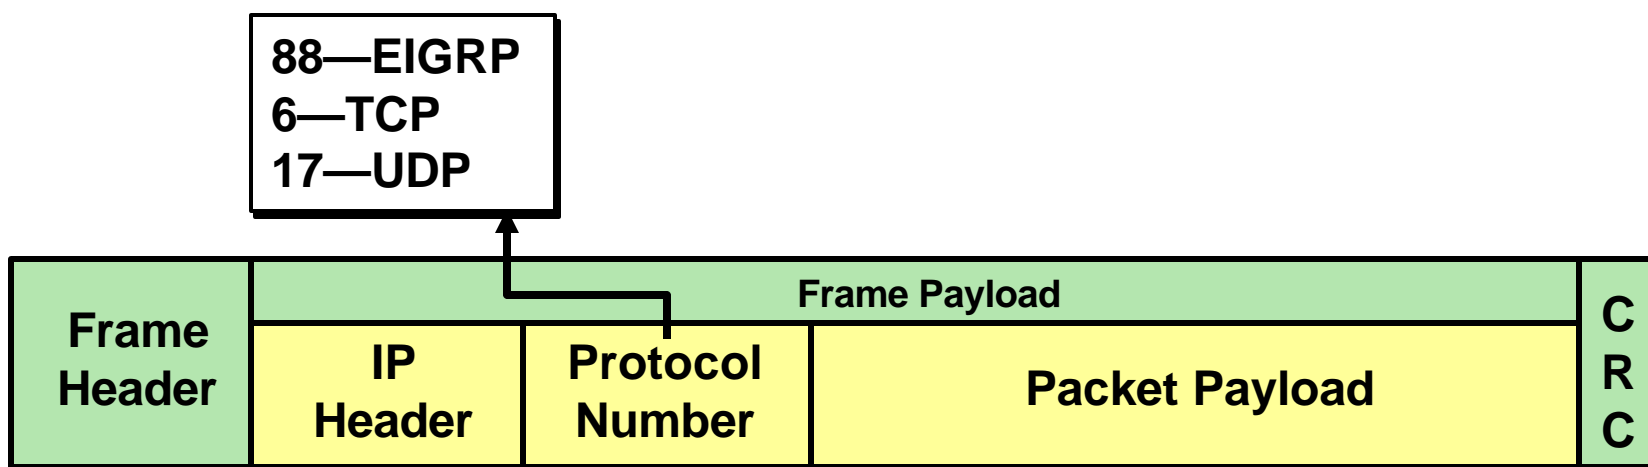 88—EIGRP
6—TCP
17—UDP
Frame
Header
Frame Payload
IP
Header
Protocol
Number
Packet Payload
C
R
C